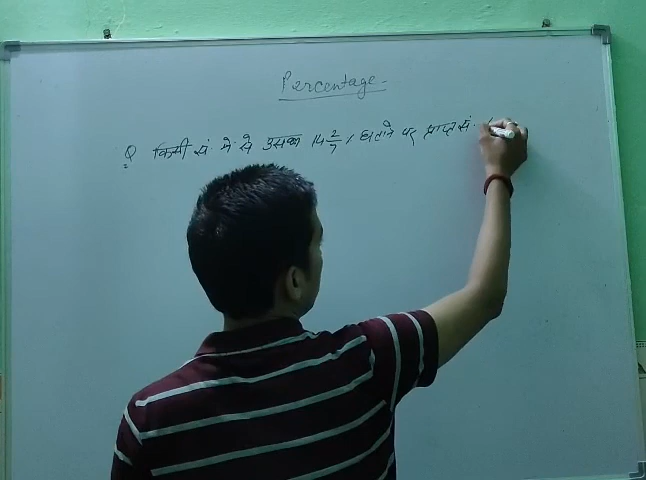 Percentage
Q किसी सं. में से उसका 14 2/7 % घटाने पर प्राप्त सं.